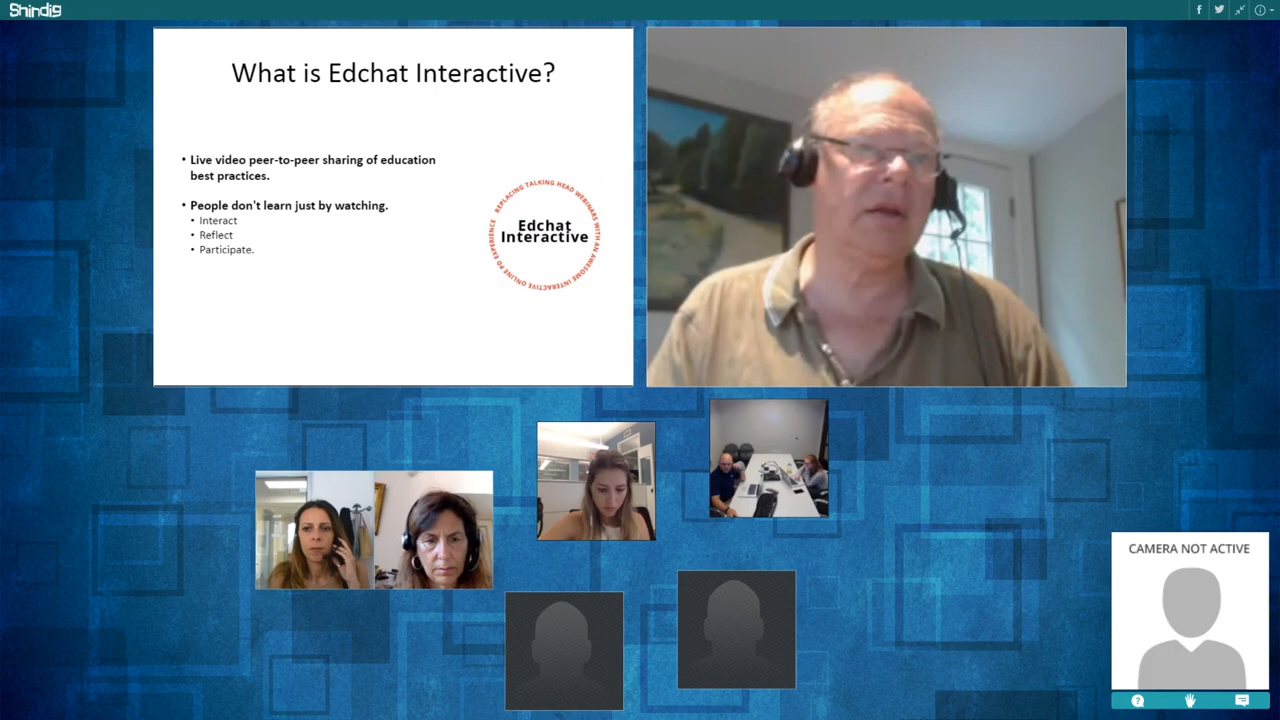 Shindig
What is Edchat Interactive?
• Live video peer-to-peer sharing of education
best practices.
• People don't learn just by watching.
• Interact
• Reflect
• Participate.
REPLACING TALKING HEAD WEBINARS WITH AN AWESOME INTERACTIVE ONLINE PD EXPERIENCE
Edchat
Interactive
CAMERA NOT ACTIVE